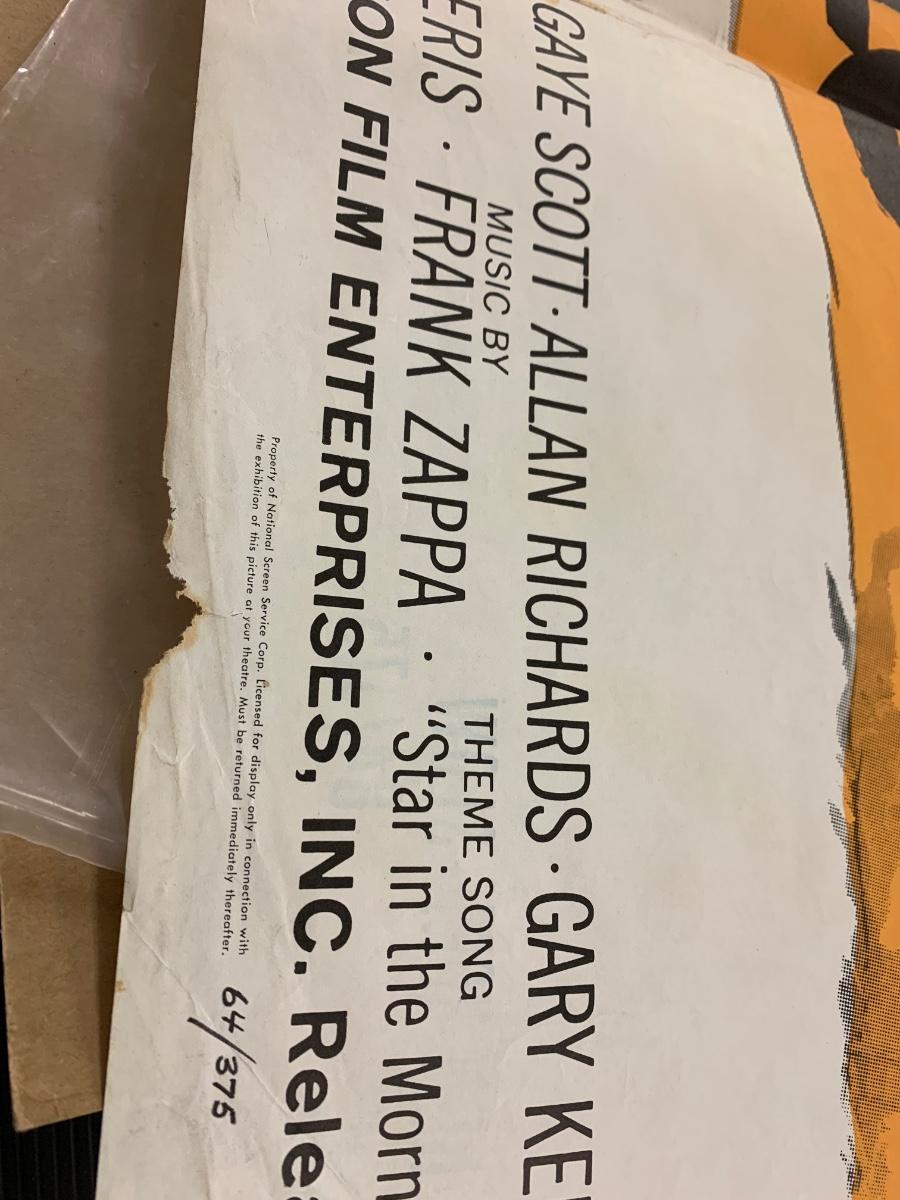 GAYE SCOTT · ALLAN RICHARDS · GARY KE
MUSIC BY THEME SONG
ERIS · FRANK ZAPPA · "Star in the Morn
ON FILM ENTERPRISES, INC. Rele
Property of National Screen Service Corp. Licensed for display only in connection with
the exhibition of this picture at your theatre. Must be returned immediately thereafter.
64/375